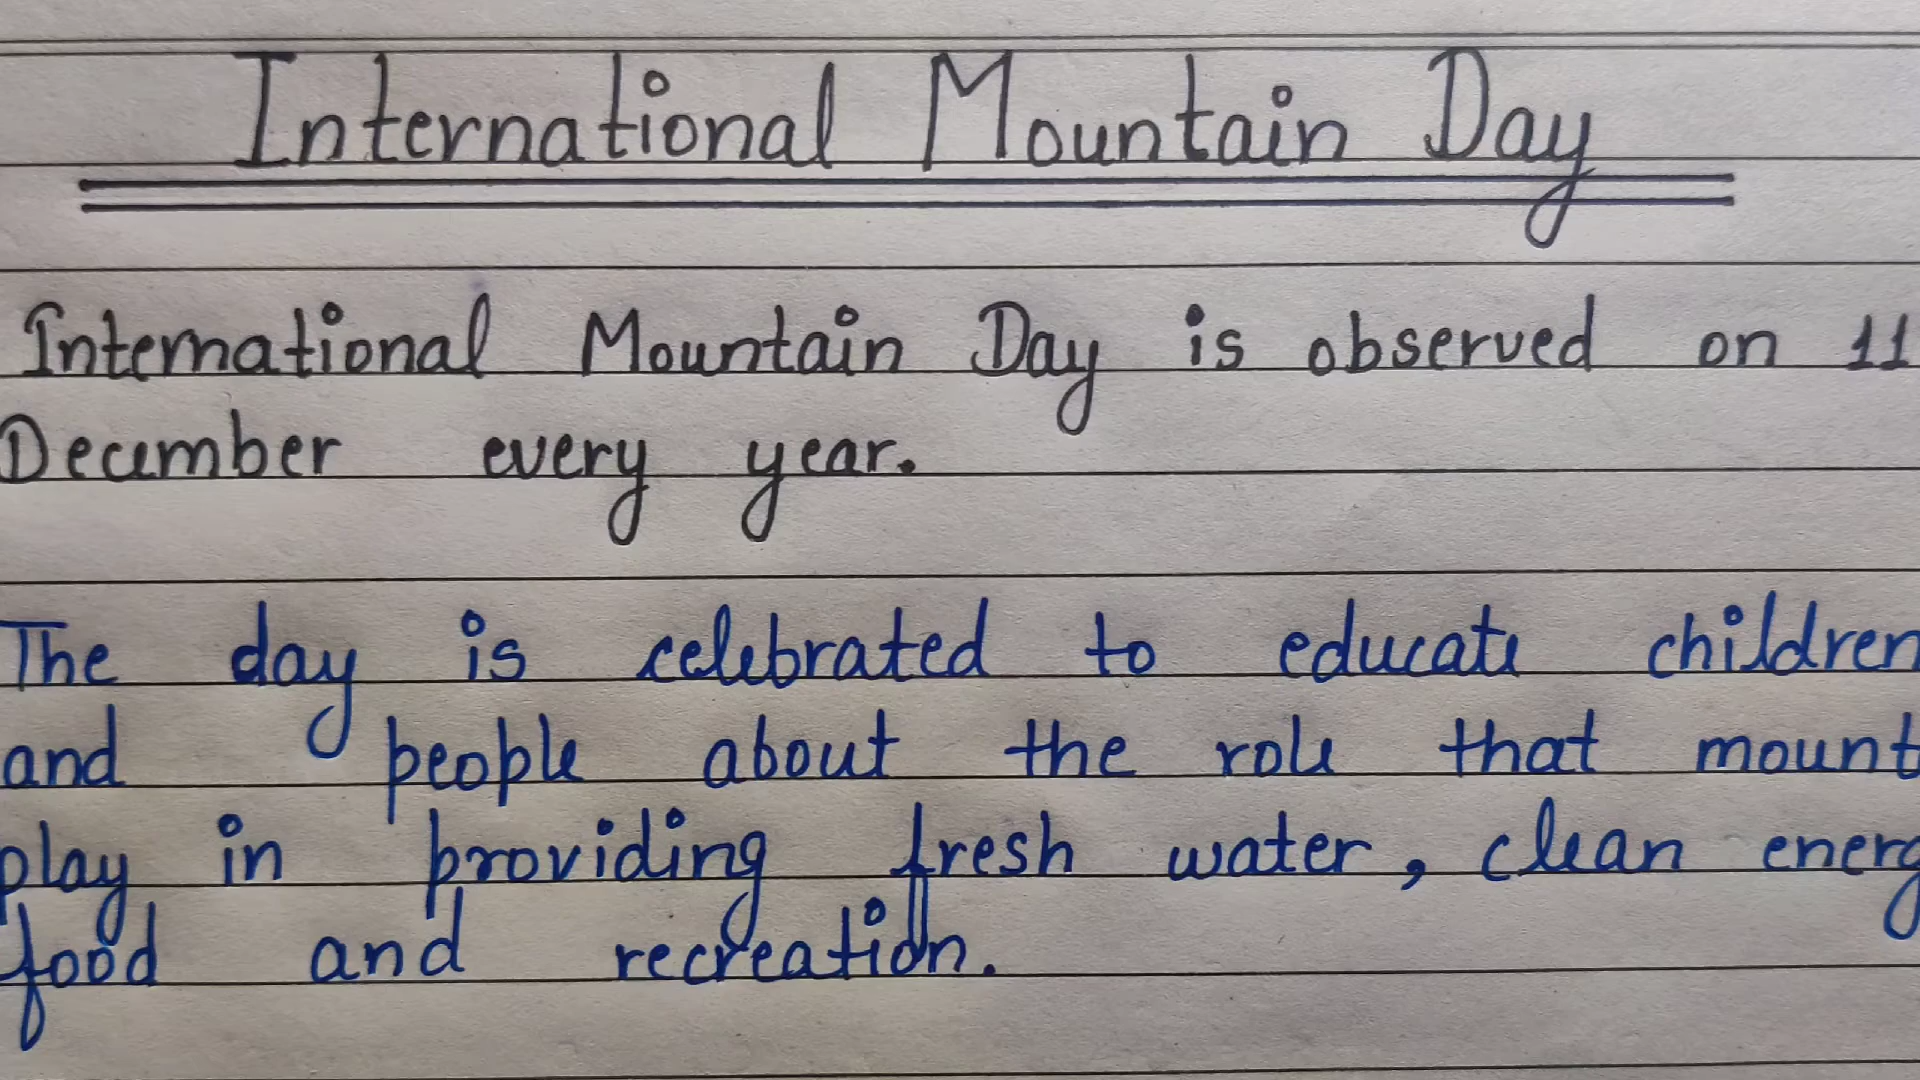 International Mountain Day
International Mountain Day is observed on 11
December every year.
The day is celebrated to educate children
and people about the role that mount
play in providing fresh water, clean energ
food and recreation.